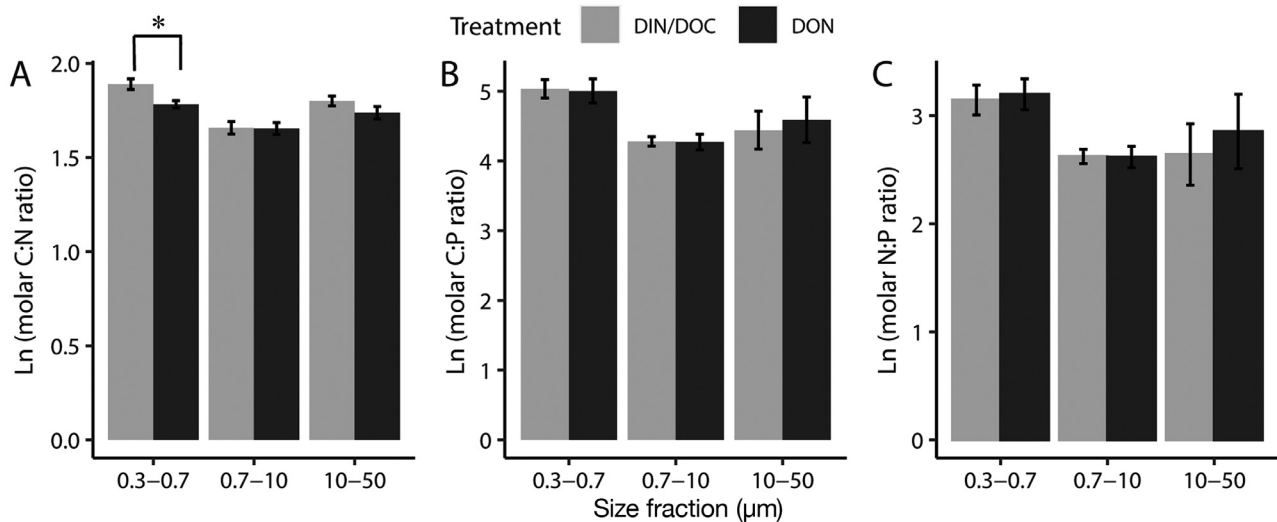 Treatment DIN/DOC DON
A
*
Ln (molar C:N ratio)
2.0
1.5
1.0
0.5
0.0
0.3–0.7 0.7–10 10–50
B
Ln (molar C:P ratio)
5
4
3
2
1
0
0.3–0.7 0.7–10 10–50
Size fraction (μm)
C
Ln (molar N:P ratio)
3
2
1
0
0.3–0.7 0.7–10 10–50